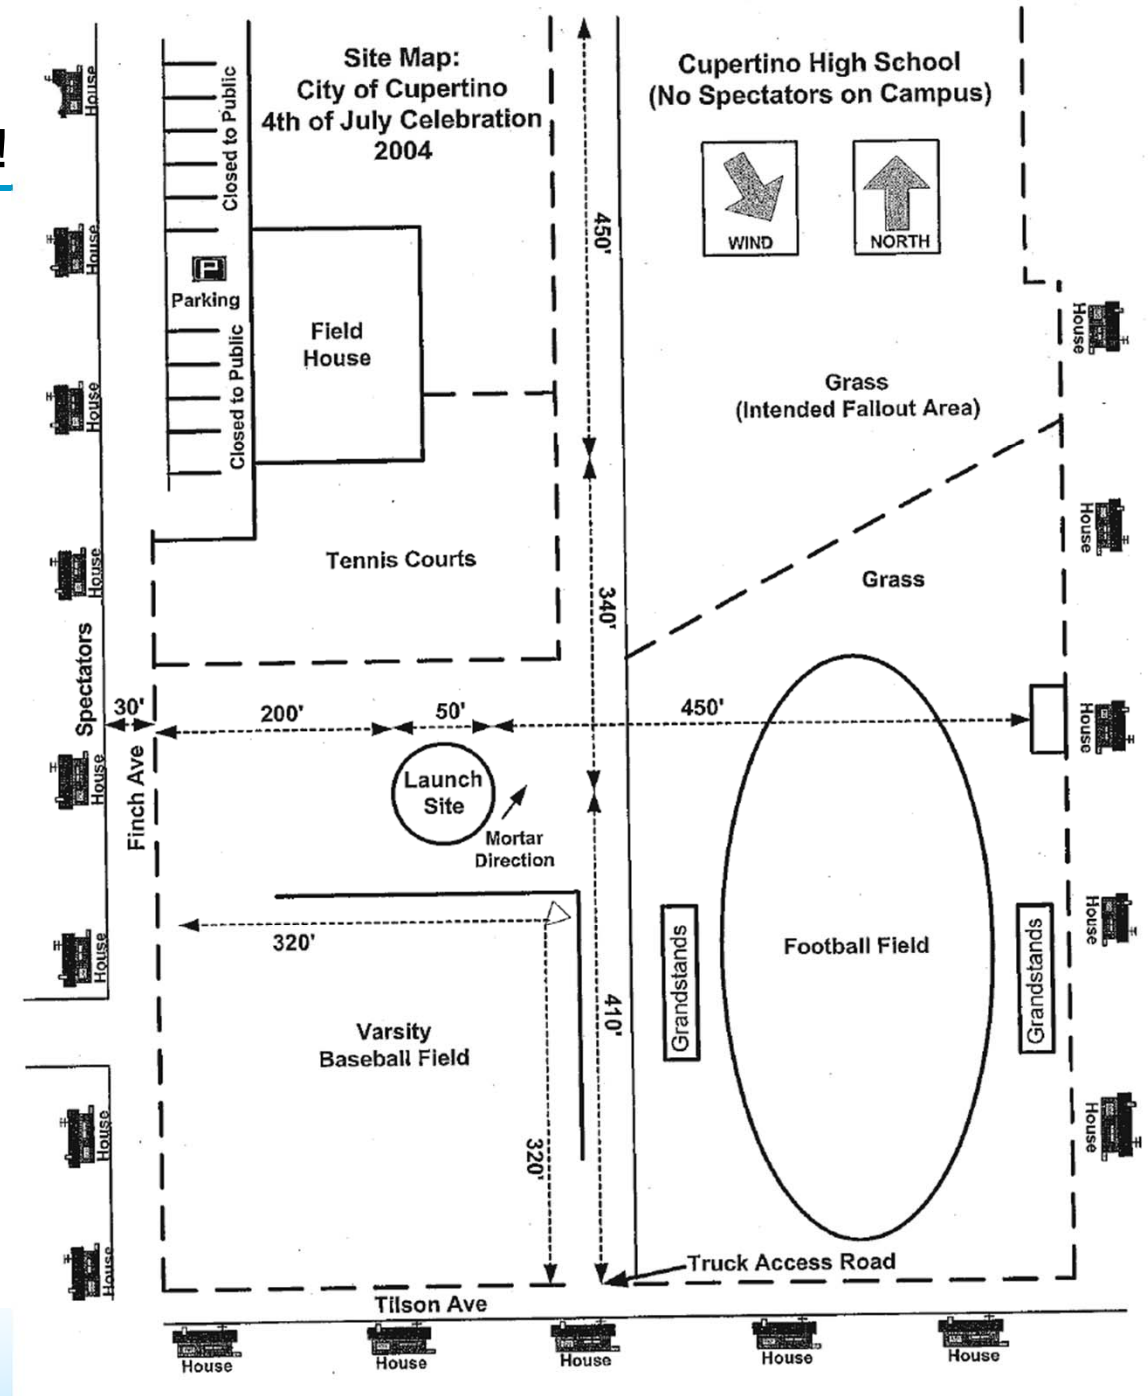 !
Site Map:
City of Cupertino
4th of July Celebration
2004
Cupertino High School
(No Spectators on Campus)
WIND
NORTH
House
House
House
House
House
House
House
House
Closed to Public
P
Parking
Closed to Public
Field
House
450'
Grass
(Intended Fallout Area)
House
House
House
House
House
Tennis Courts
340'
Grass
Spectators
30'
200'
50'
450'
Finch Ave
Launch
Site
Mortar
Direction
320'
Varsity
Baseball Field
320'
410'
Grandstands
Football Field
Grandstands
Truck Access Road
Tilson Ave
House
House
House
House
House